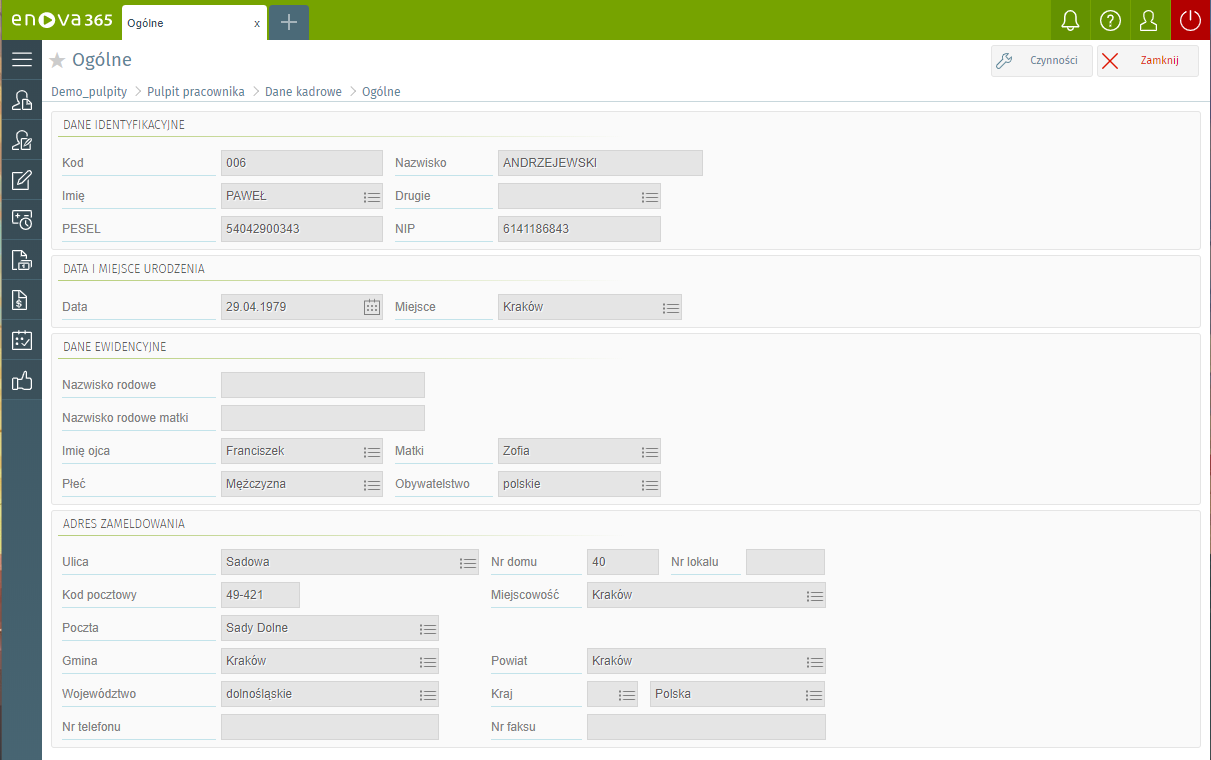 enova365 Ogólne x
Ogólne Czynności Zamknij
Demo_pulpity > Pulpit pracownika > Dane kadrowe > Ogólne
DANE IDENTYFIKACYJNE
Kod 006 Nazwisko ANDRZEJEWSKI
Imię PAWEŁ Drugie
PESEL 54042900343 NIP 6141186843
DATA I MIEJSCE URODZENIA
Data 29.04.1979 Miejsce Kraków
DANE EWIDENCYJNE
Nazwisko rodowe
Nazwisko rodowe matki
Imię ojca Franciszek Matki Zofia
Płeć Mężczyzna Obywatelstwo polskie
ADRES ZAMELDOWANIA
Ulica Sadowa Nr domu 40 Nr lokalu
Kod pocztowy 49-421 Miejscowość Kraków
Poczta Sady Dolne
Gmina Kraków Powiat Kraków
Województwo dolnośląskie Kraj Polska
Nr telefonu Nr faksu